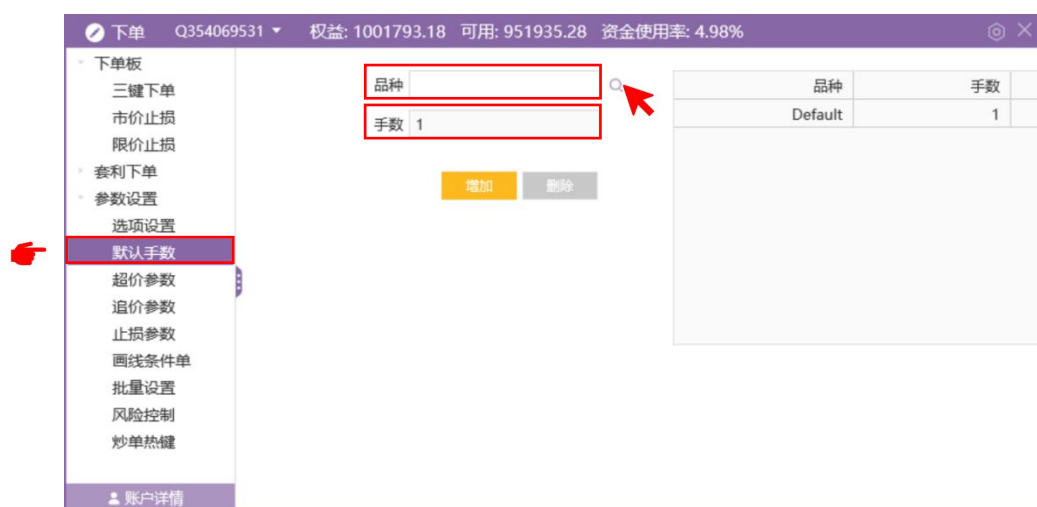 下单 Q354069531 权益: 1001793.18 可用: 951935.28 资金使用率: 4.98%
下单板
三键下单
市价止损
限价止损
套利下单
参数设置
选项设置
默认手数
超价参数
追价参数
止损参数
画线条件单
批量设置
风险控制
炒单热键
账户详情
品种
手数 1
增加 删除
品种 手数
Default 1